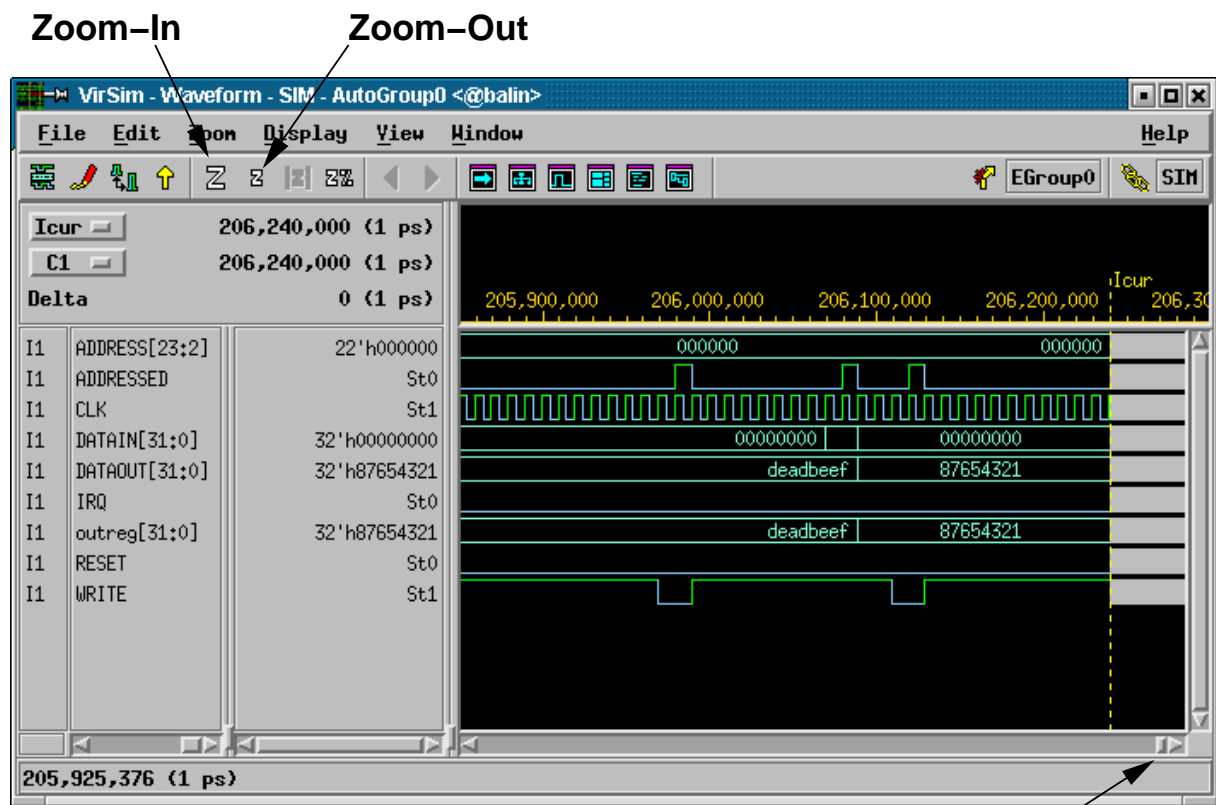 Zoom−In Zoom−Out
VirSim - Waveform - SIM - AutoGroup0 <@balin>
File Edit Zoom Display View Window Help
Z Z |Z| Z% EGroup0 SIM
Icur 206,240,000 (1 ps)
C1 206,240,000 (1 ps)
Delta 0 (1 ps)
Icur
205,900,000 206,000,000 206,100,000 206,200,000 206,30
I1 ADDRESS[23:2] 22'h000000 000000 000000
I1 ADDRESSED St0
I1 CLK St1
I1 DATAIN[31:0] 32'h00000000 00000000 00000000
I1 DATAOUT[31:0] 32'h87654321 deadbeef 87654321
I1 IRQ St0
I1 outreg[31:0] 32'h87654321 deadbeef 87654321
I1 RESET St0
I1 WRITE St1
205,925,376 (1 ps)